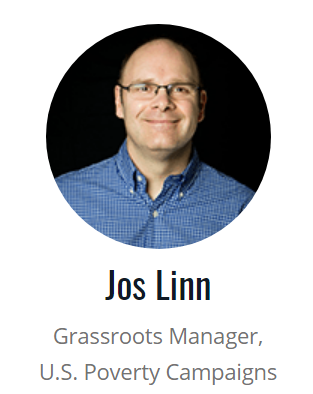 Jos Linn
Grassroots Manager,
U.S. Poverty Campaigns